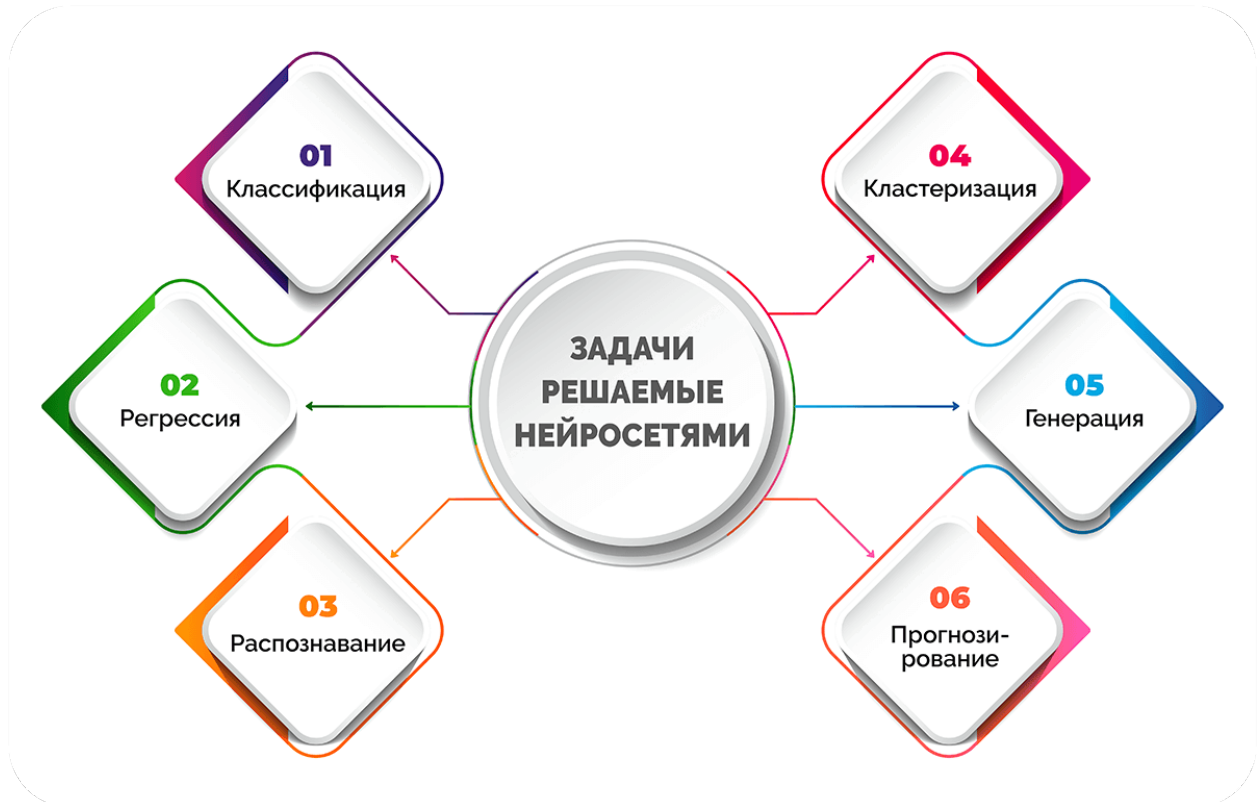 01
Классификация
02
Регрессия
03
Распознавание
ЗАДАЧИ
РЕШАЕМЫЕ
НЕЙРОСЕТЯМИ
04
Кластеризация
05
Генерация
06
Прогнози-
рование